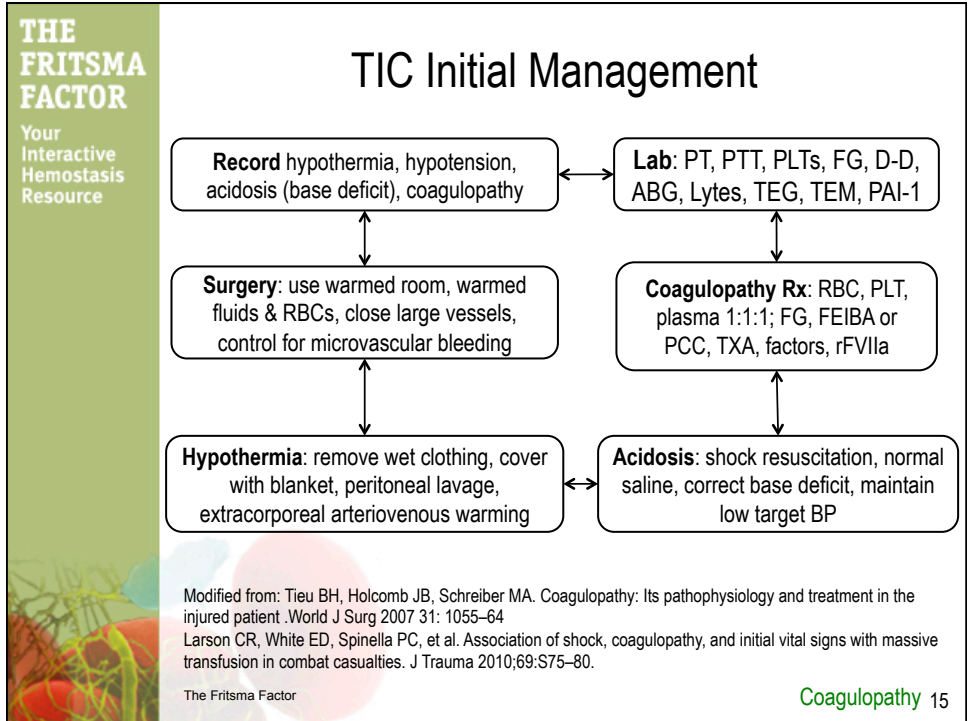 THE
FRITSMA
FACTOR
Your
Interactive
Hemostasis
Resource
TIC Initial Management
Record hypothermia, hypotension,
acidosis (base deficit), coagulopathy
Lab: PT, PTT, PLTs, FG, D-D,
ABG, Lytes, TEG, TEM, PAI-1
Surgery: use warmed room, warmed
fluids & RBCs, close large vessels,
control for microvascular bleeding
Coagulopathy Rx: RBC, PLT,
plasma 1:1:1; FG, FEIBA or
PCC, TXA, factors, rFVIIa
Hypothermia: remove wet clothing, cover
with blanket, peritoneal lavage,
extracorporeal arteriovenous warming
Acidosis: shock resuscitation, normal
saline, correct base deficit, maintain
low target BP
Modified from: Tieu BH, Holcomb JB, Schreiber MA. Coagulopathy: Its pathophysiology and treatment in the
injured patient .World J Surg 2007 31: 1055–64
Larson CR, White ED, Spinella PC, et al. Association of shock, coagulopathy, and initial vital signs with massive
transfusion in combat casualties. J Trauma 2010;69:S75–80.
The Fritsma Factor
Coagulopathy 15